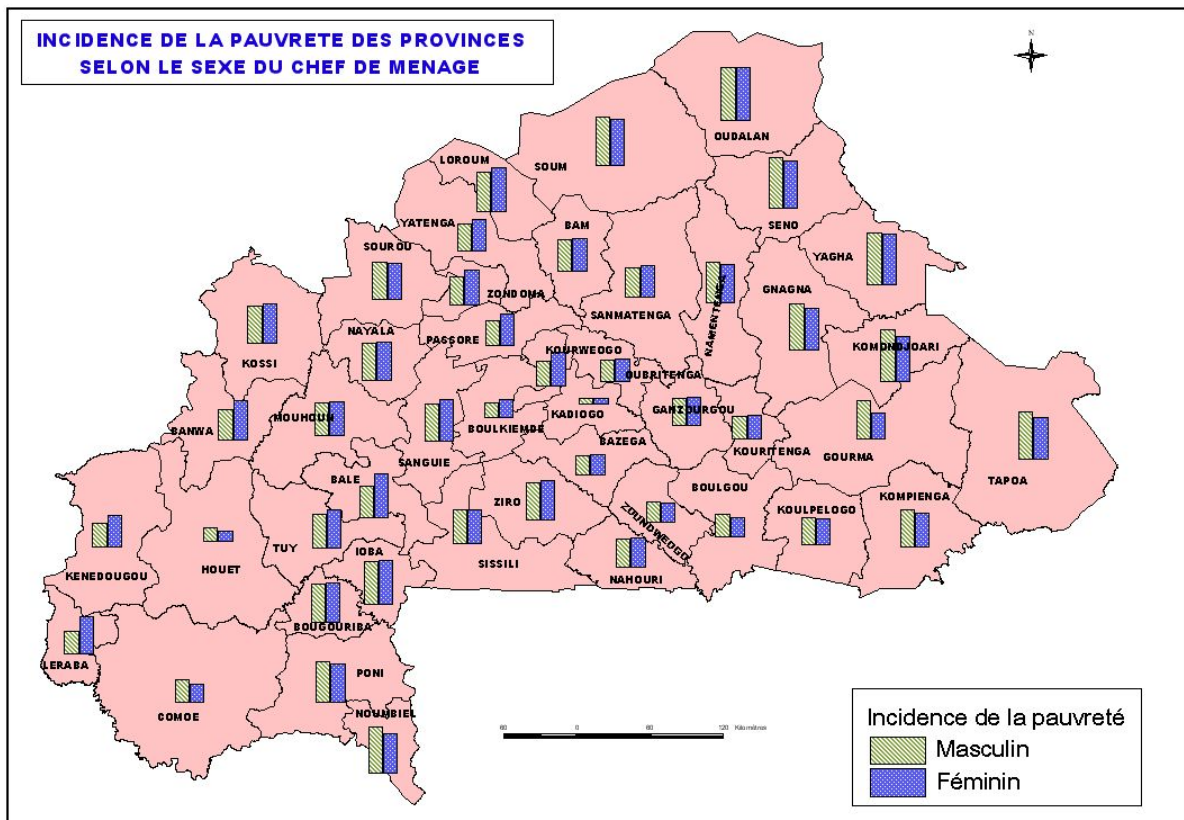 INCIDENCE DE LA PAUVRETE DES PROVINCES
SELON LE SEXE DU CHEF DE MENAGE
N
OUDALAN
LOROUM
SOUM
SENO
YATENGA
BAM
SOUROU
YAGHA
ZONDOMA
GNAGNA
NAMENTENGA
SANMATENGA
NAYALA
PASSORE
KOURWEOGO
KOMONDJOARI
KOSSI
OUBRITENGA
MOUHOUN
BANWA
BOULKIEMDE
KADIOGO
GANZOURGOU
KOURITENGA
BAZEGA
SANGUIE
GOURMA
TAPOA
BALE
BOULGOU
ZIRO
KOMPIENGA
KOULPELOGO
ZOUNDWEOGO
TUY
IOBA
HOUET
SISSILI
KENEDOUGOU
NAHOURI
BOUGOURIBA
LERABA
PONI
COMOE
NOUMBIEL
60 0 60 120 Kilomètres
Incidence de la pauvreté
Masculin
Féminin